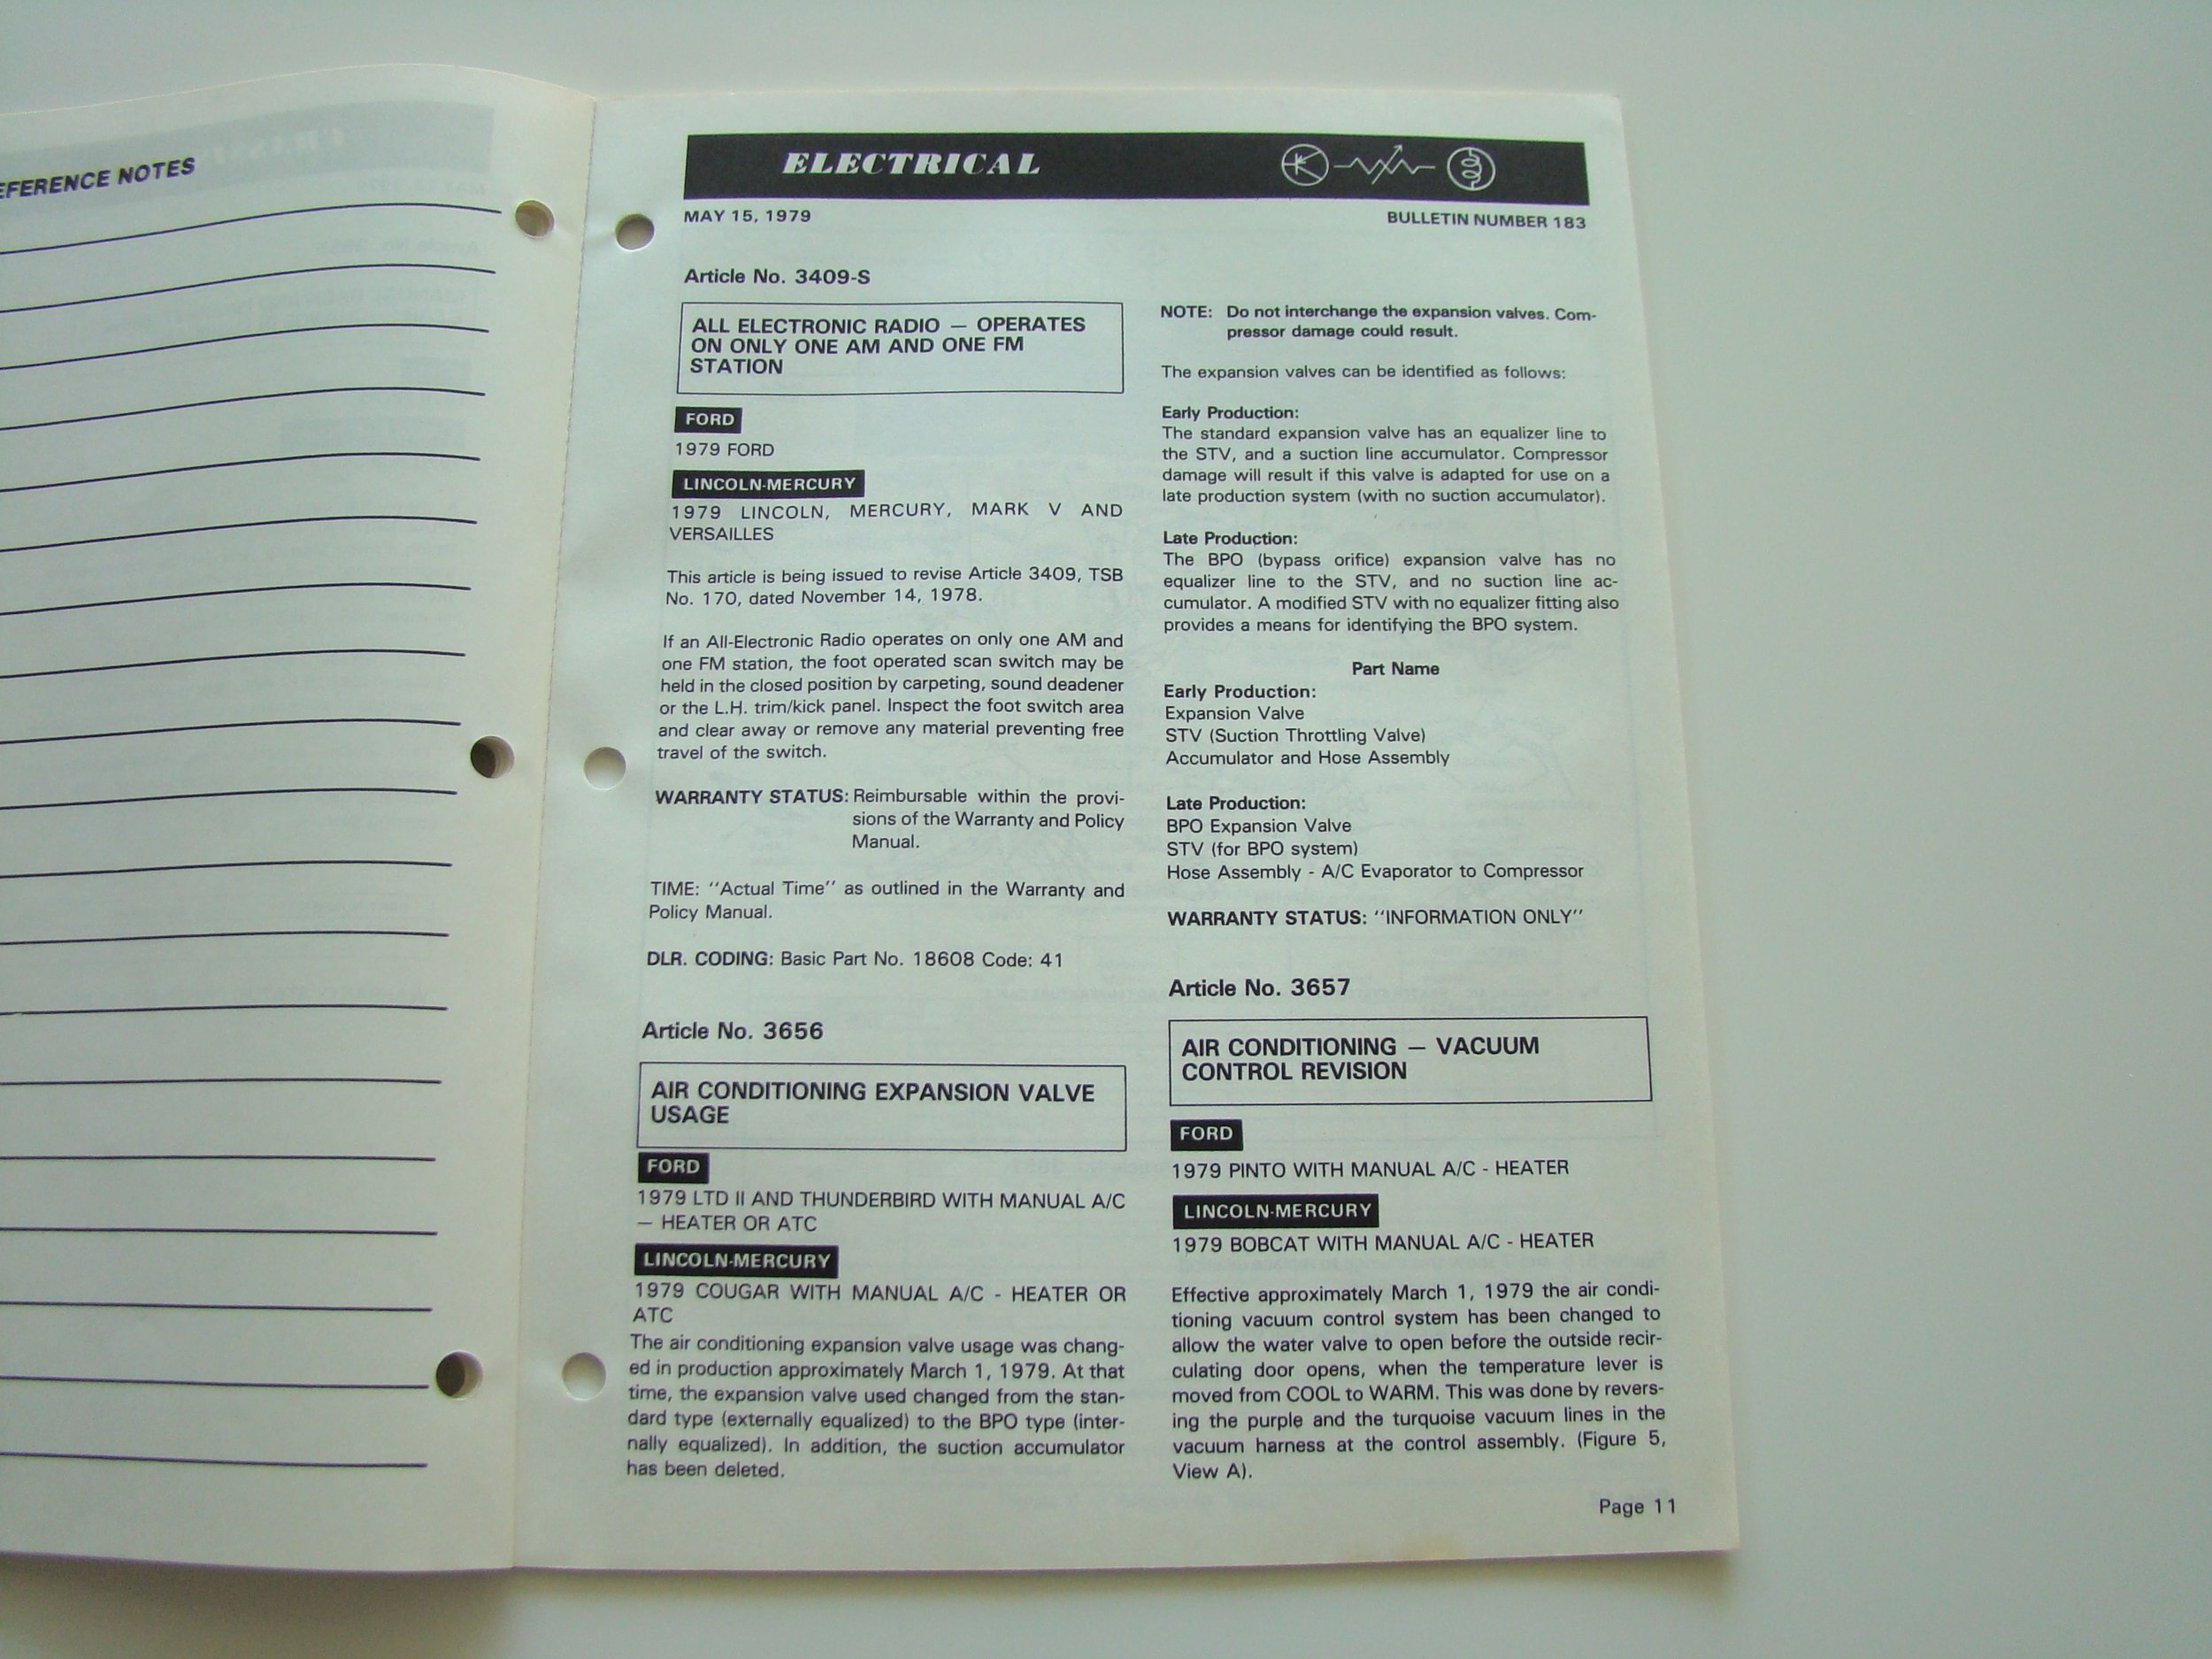 EFERENCE NOTES
ELECTRICAL
MAY 15, 1979
BULLETIN NUMBER 183
Article No. 3409-S
ALL ELECTRONIC RADIO — OPERATES
ON ONLY ONE AM AND ONE FM
STATION
FORD
1979 FORD
LINCOLN-MERCURY
1979 LINCOLN, MERCURY, MARK V AND
VERSAILLES
This article is being issued to revise Article 3409, TSB
No. 170, dated November 14, 1978.
If an All-Electronic Radio operates on only one AM and
one FM station, the foot operated scan switch may be
held in the closed position by carpeting, sound deadener
or the L.H. trim/kick panel. Inspect the foot switch area
and clear away or remove any material preventing free
travel of the switch.
WARRANTY STATUS: Reimbursable within the provi-
sions of the Warranty and Policy
Manual.
TIME: ''Actual Time'' as outlined in the Warranty and
Policy Manual.
DLR. CODING: Basic Part No. 18608 Code: 41
Article No. 3656
AIR CONDITIONING EXPANSION VALVE
USAGE
FORD
1979 LTD II AND THUNDERBIRD WITH MANUAL A/C
— HEATER OR ATC
LINCOLN-MERCURY
1979 COUGAR WITH MANUAL A/C - HEATER OR
ATC
The air conditioning expansion valve usage was chang-
ed in production approximately March 1, 1979. At that
time, the expansion valve used changed from the stan-
dard type (externally equalized) to the BPO type (inter-
nally equalized). In addition, the suction accumulator
has been deleted.
NOTE: Do not interchange the expansion valves. Com-
pressor damage could result.
The expansion valves can be identified as follows:
Early Production:
The standard expansion valve has an equalizer line to
the STV, and a suction line accumulator. Compressor
damage will result if this valve is adapted for use on a
late production system (with no suction accumulator).
Late Production:
The BPO (bypass orifice) expansion valve has no
equalizer line to the STV, and no suction line ac-
cumulator. A modified STV with no equalizer fitting also
provides a means for identifying the BPO system.
Part Name
Early Production:
Expansion Valve
STV (Suction Throttling Valve)
Accumulator and Hose Assembly
Late Production:
BPO Expansion Valve
STV (for BPO system)
Hose Assembly - A/C Evaporator to Compressor
WARRANTY STATUS: ''INFORMATION ONLY''
Article No. 3657
AIR CONDITIONING — VACUUM
CONTROL REVISION
FORD
1979 PINTO WITH MANUAL A/C - HEATER
LINCOLN-MERCURY
1979 BOBCAT WITH MANUAL A/C - HEATER
Effective approximately March 1, 1979 the air condi-
tioning vacuum control system has been changed to
allow the water valve to open before the outside recir-
culating door opens, when the temperature lever is
moved from COOL to WARM. This was done by revers-
ing the purple and the turquoise vacuum lines in the
vacuum harness at the control assembly. (Figure 5,
View A).
Page 11